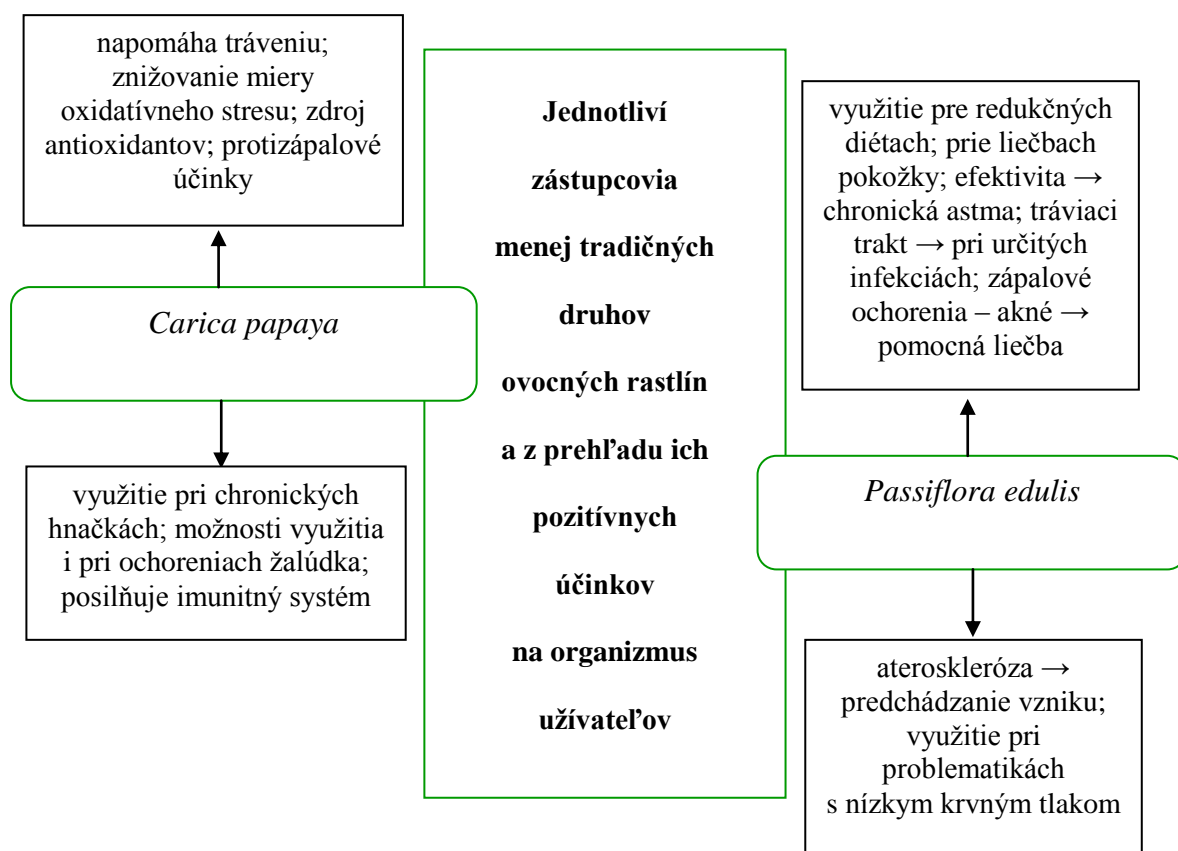 napomáha tráveniu;
znižovanie miery
oxidatívneho stresu; zdroj
antioxidantov; protizápalové
účinky
Carica papaya
využitie pri chronických
hnačkách; možnosti využitia
i pri ochoreniach žalúdka;
posilňuje imunitný systém
Jednotliví
zástupcovia
menej tradičných
druhov
ovocných rastlín
a z prehľadu ich
pozitívnych
účinkov
na organizmus
užívateľov
využitie pre redukčných
diétach; prie liečbach
pokožky; efektivita →
chronická astma; tráviaci
trakt → pri určitých
infekciách; zápalové
ochorenia – akné →
pomocná liečba
Passiflora edulis
ateroskleróza →
predchádzanie vzniku;
využitie pri
problematikách
s nízkym krvným tlakom